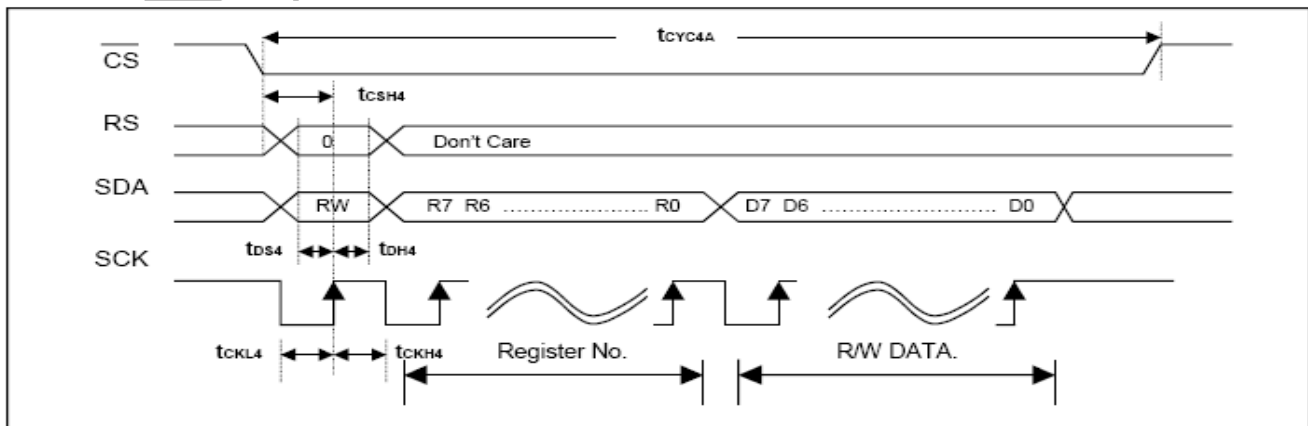 tCYC4A
CS
tCSH4
RS
0
Don't Care
SDA
RW
R7 R6 ........................ R0
D7 D6 ................................ D0
tDS4
tDH4
SCK
tCKL4
tCKH4
Register No.
R/W DATA.